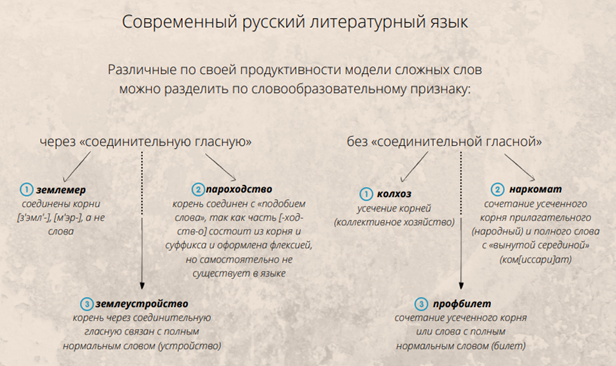 Современный русский литературный язык
Различные по своей продуктивности модели сложных слов
можно разделить по словообразовательному признаку:
через «соединительную гласную»
1 землемер
соединены корни
[з'эмл'-], [м'эр-], а не
слова
2 пароходство
корень соединен с «подобием
слова», так как часть [-ход-
ств-о] состоит из корня и
суффикса и оформлена флексией,
но самостоятельно не
существует в языке
3 землеустройство
корень через соединительную
гласную связан с полным
нормальным словом (устройство)
без «соединительной гласной»
1 колхоз
усечение корней
(коллективное хозяйство)
2 наркомат
сочетание усеченного
корня прилагательного
(народный) и полного слова
с «вынутой серединой»
(ком[иссари]ат)
3 профбилет
сочетание усеченного корня
или слова с полным
нормальным словом (билет)